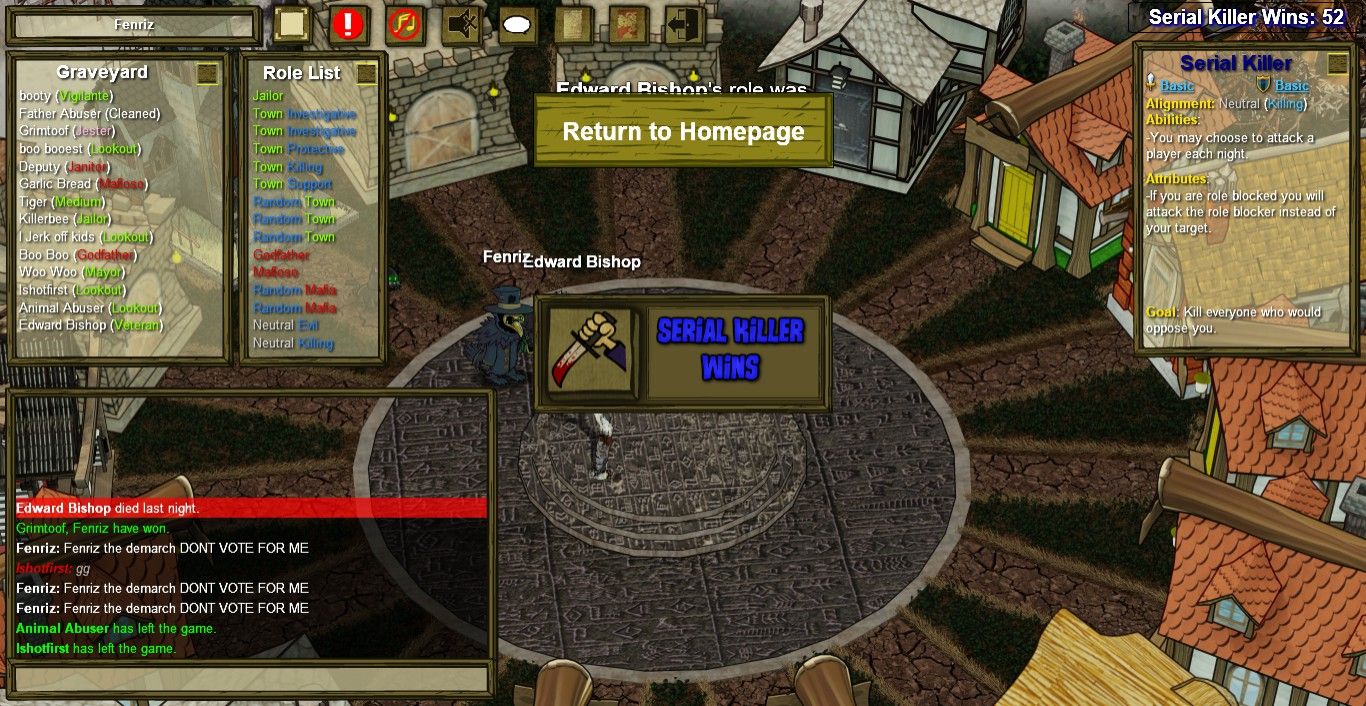 Fenriz
Serial Killer Wins: 52
Graveyard
booty (Vigilante)
Father Abuser (Cleaned)
Grimtoof (Jester)
boo booest (Lookout)
Deputy (Janitor)
Garlic Bread (Mafioso)
Tiger (Medium)
Killerbee (Jailor)
I Jerk off kids (Lookout)
Boo Boo (Godfather)
Woo Woo (Mayor)
Ishotfirst (Lookout)
Animal Abuser (Lookout)
Edward Bishop (Veteran)
Role List
Jailor
Town Investigative
Town Investigative
Town Protective
Town Killing
Town Support
Random Town
Random Town
Random Town
Godfather
Mafioso
Random Mafia
Random Mafia
Neutral Evil
Neutral Killing
Edward Bishop's role was
Return to Homepage
Fenriz
Edward Bishop
SERIAL KILLER
WINS
Serial Killer
Basic Basic
Alignment: Neutral (Killing)
Abilities:
-You may choose to attack a
player each night.
Attributes:
-If you are role blocked you will
attack the role blocker instead of
your target.
Goal: Kill everyone who would
oppose you.
Edward Bishop died last night.
Grimtoof, Fenriz have won.
Fenriz: Fenriz the demarch DONT VOTE FOR ME
Ishotfirst: gg
Fenriz: Fenriz the demarch DONT VOTE FOR ME
Fenriz: Fenriz the demarch DONT VOTE FOR ME
Animal Abuser has left the game.
Ishotfirst has left the game.